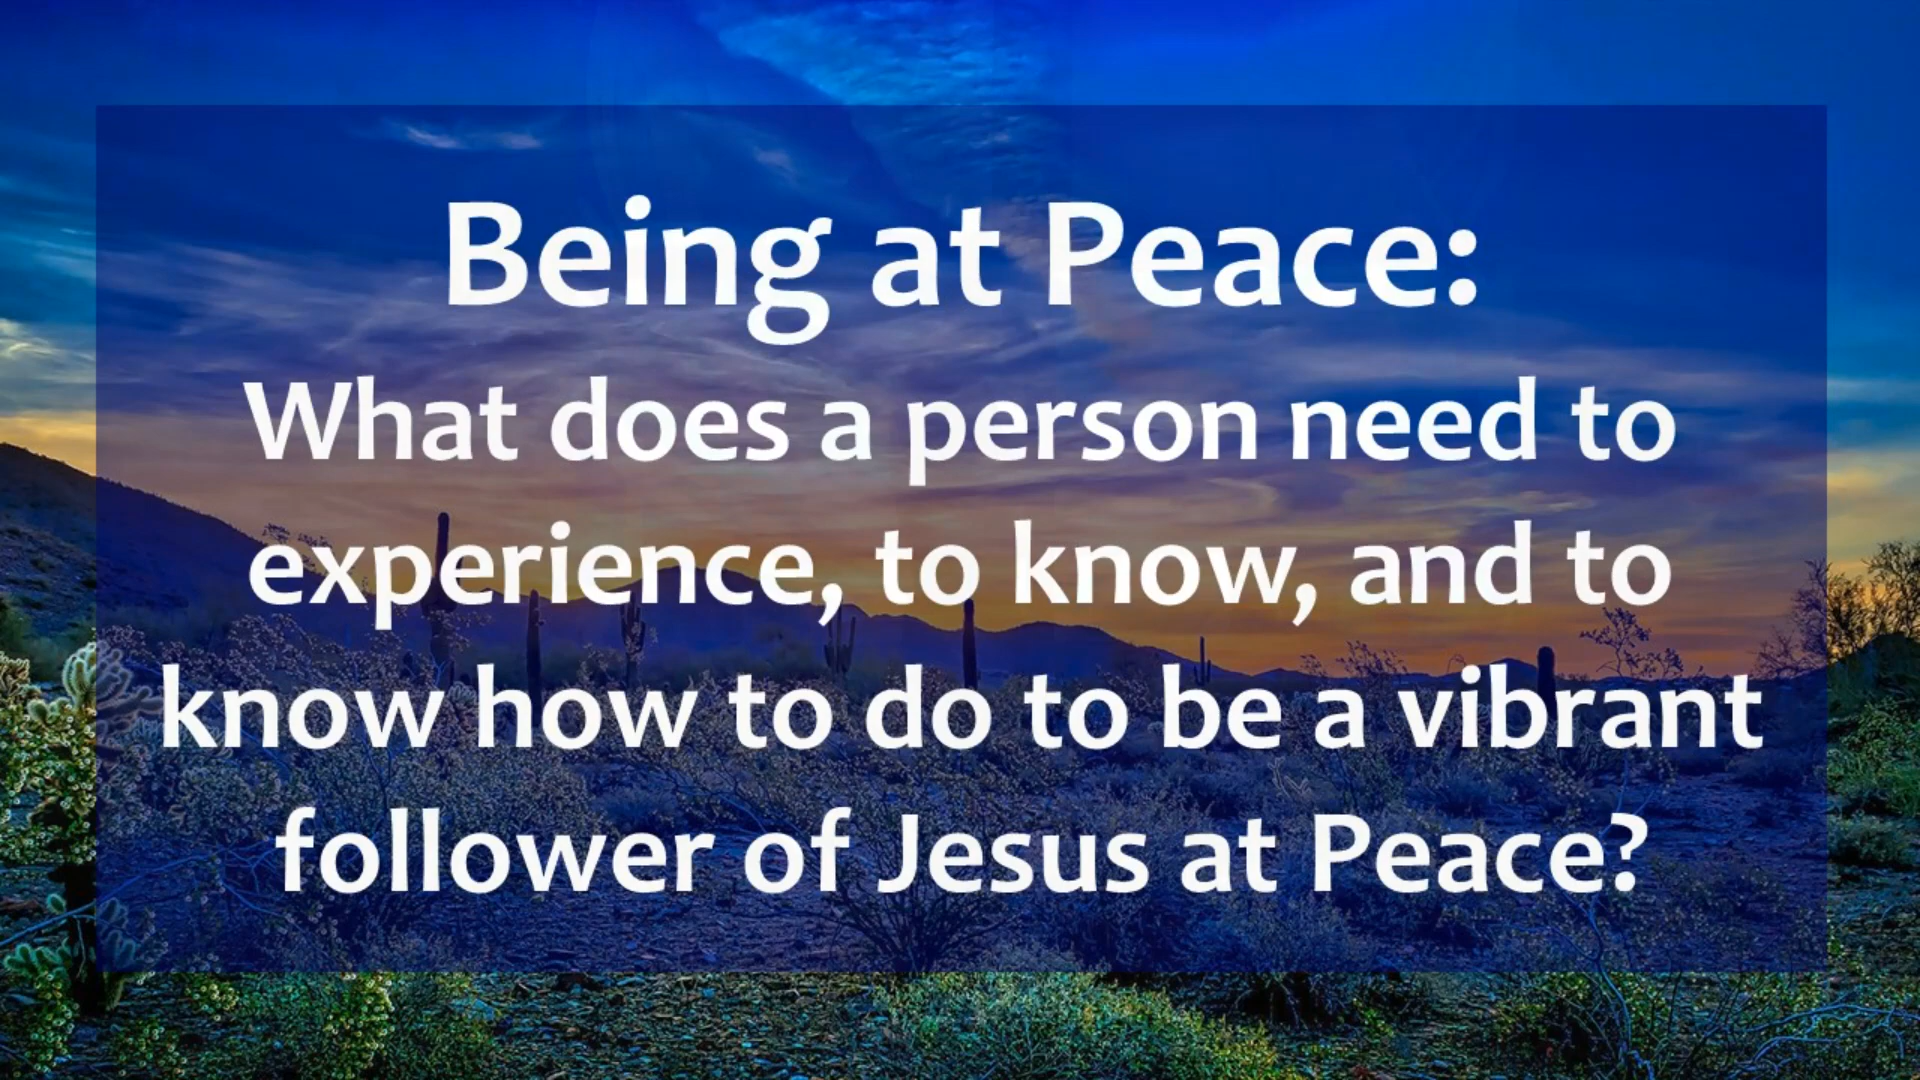 Being at Peace:
What does a person need to
experience, to know, and to
know how to do to be a vibrant
follower of Jesus at Peace?